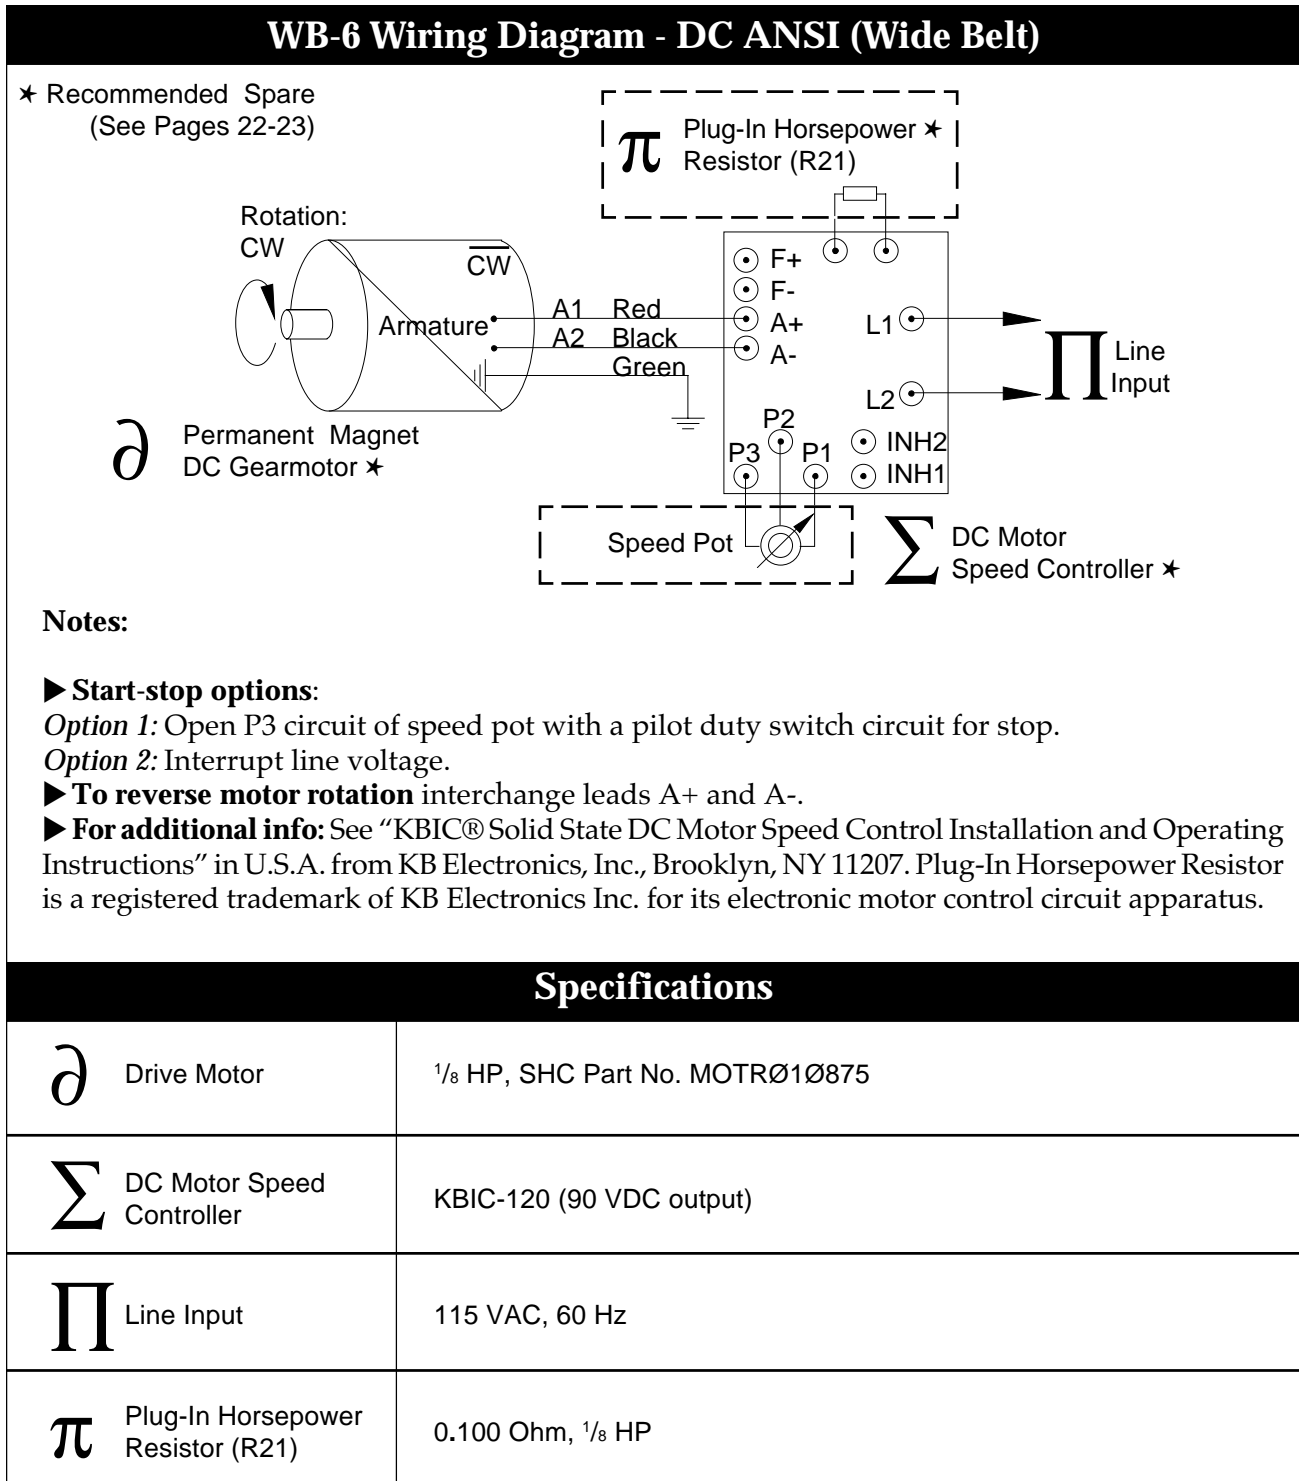 WB-6 Wiring Diagram - DC ANSI (Wide Belt)
★ Recommended Spare
(See Pages 22-23)
π Plug-In Horsepower ★
Resistor (R21)
Rotation:
CW
CW
Armature
A1 Red
A2 Black
Green
F+
F-
A+
A-
L1
L2
∏ Line
Input
P2
P3
P1
INH2
INH1
∂ Permanent Magnet
DC Gearmotor ★
Speed Pot
∑ DC Motor
Speed Controller ★
Notes:
▶ Start-stop options:
Option 1: Open P3 circuit of speed pot with a pilot duty switch circuit for stop.
Option 2: Interrupt line voltage.
▶ To reverse motor rotation interchange leads A+ and A-.
▶ For additional info: See “KBIC® Solid State DC Motor Speed Control Installation and Operating
Instructions” in U.S.A. from KB Electronics, Inc., Brooklyn, NY 11207. Plug-In Horsepower Resistor
is a registered trademark of KB Electronics Inc. for its electronic motor control circuit apparatus.
Specifications
∂ Drive Motor
1/8 HP, SHC Part No. MOTRØ1Ø875
∑ DC Motor Speed
Controller
KBIC-120 (90 VDC output)
∏ Line Input
115 VAC, 60 Hz
π Plug-In Horsepower
Resistor (R21)
0.100 Ohm, 1/8 HP